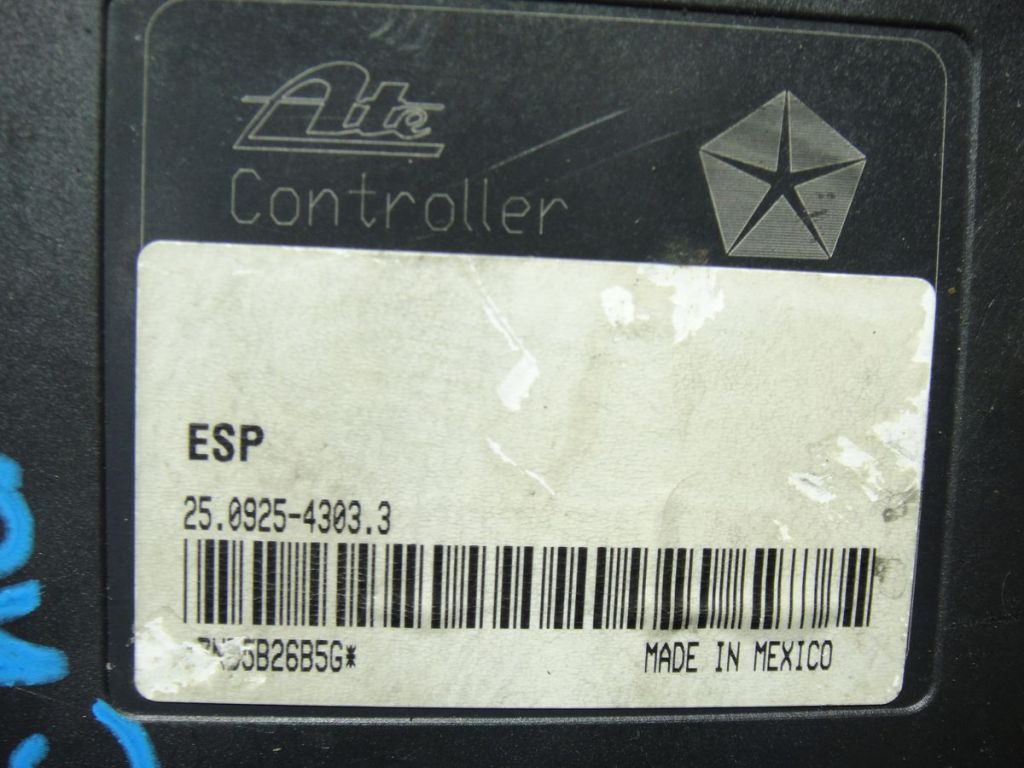 Ate
Controller
ESP
25.0925-4303.3
MADE IN MEXICO